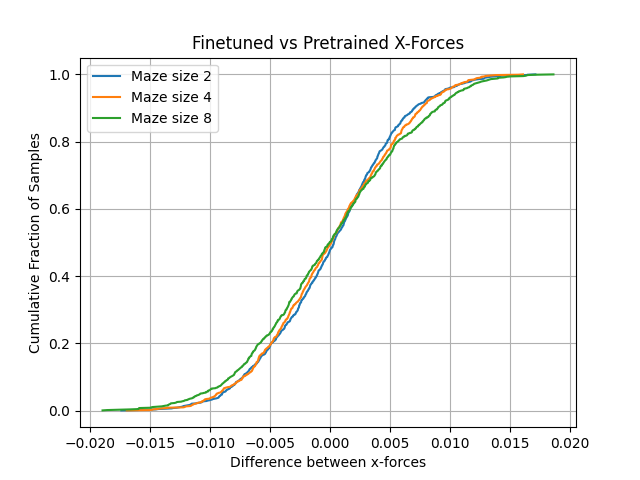 Finetuned vs Pretrained X-Forces
Maze size 2
Maze size 4
Maze size 8
Cumulative Fraction of Samples
1.0
0.8
0.6
0.4
0.2
0.0
−0.020 −0.015 −0.010 −0.005 0.000 0.005 0.010 0.015 0.020
Difference between x-forces